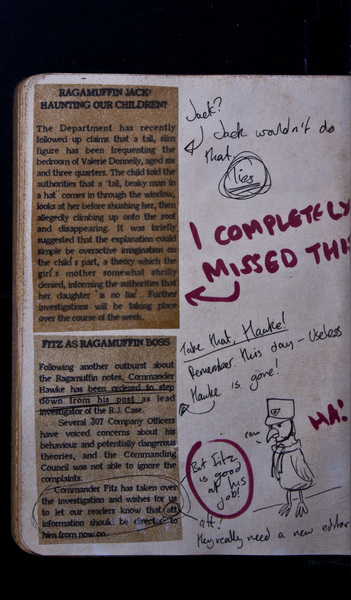 RAGAMUFFIN JACK
HAUNTING OUR CHILDREN?
The Department has recently
followed up claims that a tall, slim
figure has been frequenting the
bedroom of Valerie Donnelly, aged six
and three quarters. The child told the
authorities that a 'tall, beaky man in
a hat' comes in through the window,
looks at her before shushing her, then
allegedly climbing up onto the roof
and disappearing. It was briefly
suggested that the explanation could
simple be overactive imagination on
the child's part, a theory which the
girl's mother somewhat shrilly
denied, informing the authorities that
her daughter 'is no liar'. Further
investigations will be taking place
over the course of the week.
FITZ AS RAGAMUFFIN BOSS
Following another outburst about
the Ragamuffin notes, Commander
Hawke has been ordered to step
down from his post as lead
investigator of the R.J. Case.
Several 307 Company Officers
have voiced concerns about his
behaviour and potentially dangerous
theories, and the Commanding
Council was not able to ignore the
complaints.
Commander Fitz has taken over
the investigation and wishes for us
to let our readers know that att
information should be directed to
him from now on.
Jack?
Jack wouldn't do
that
lies
I COMPLETELY
MISSED THIS
Take that, Hawke!
Remember this day - Useless
Hawke is gone!
caw
HA!
But Fitz
is good
at his
job!
att?
They really need a new editor